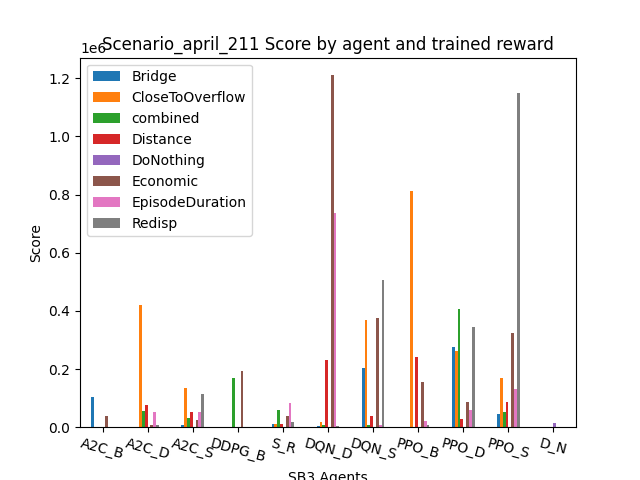 Scenario_april_211 Score by agent and trained reward
1e6
Bridge
CloseToOverflow
combined
Distance
DoNothing
Economic
EpisodeDuration
Redisp
1.2
1.0
0.8
0.6
0.4
0.2
0.0
Score
A2C_B A2C_D A2C_S DDPG_B S_R DQN_D DQN_S PPO_B PPO_D PPO_S D_N
SB3 Agents